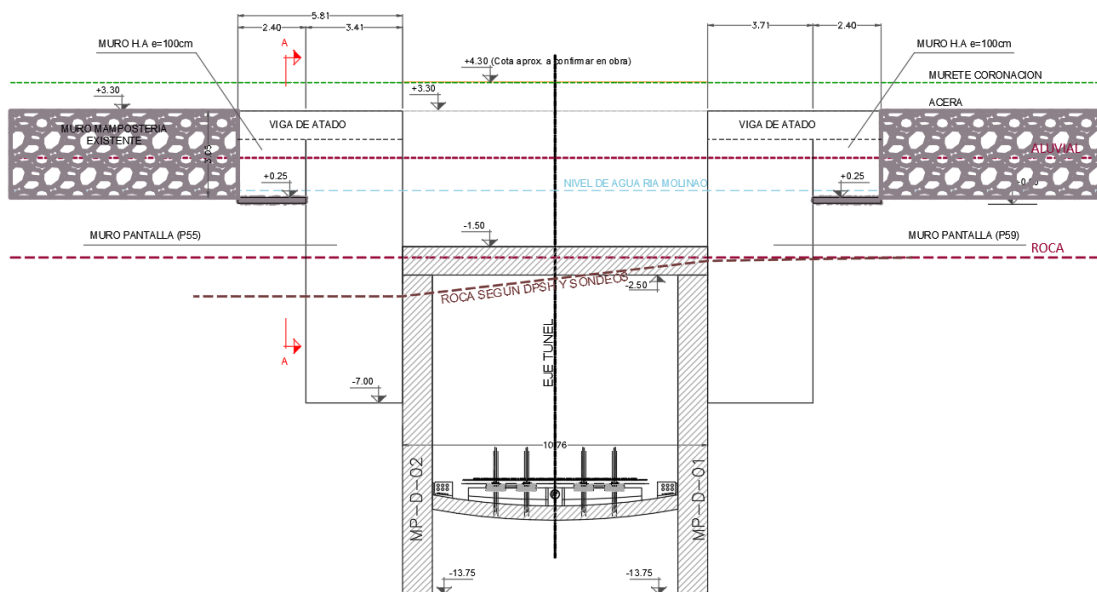 5.81
2.40
3.41
3.71
2.40
MURO H.A e=100cm
A
+4.30 (Cota aprox. a confirmar en obra)
MURO H.A e=100cm
MURETE CORONACION
+3.30
+3.30
ACERA
MURO MAMPOSTERIA
EXISTENTE
3.05
VIGA DE ATADO
VIGA DE ATADO
ALUVIAL
+0.25
NIVEL DE AGUA RIA MOLINAO
+0.25
MURO PANTALLA (P55)
-1.50
MURO PANTALLA (P59)
ROCA
ROCA SEGUN DPSH Y SONDEOS
-2.50
EJE TUNEL
A
-7.00
10.76
MP-D-02
MP-D-01
-13.75
-13.75